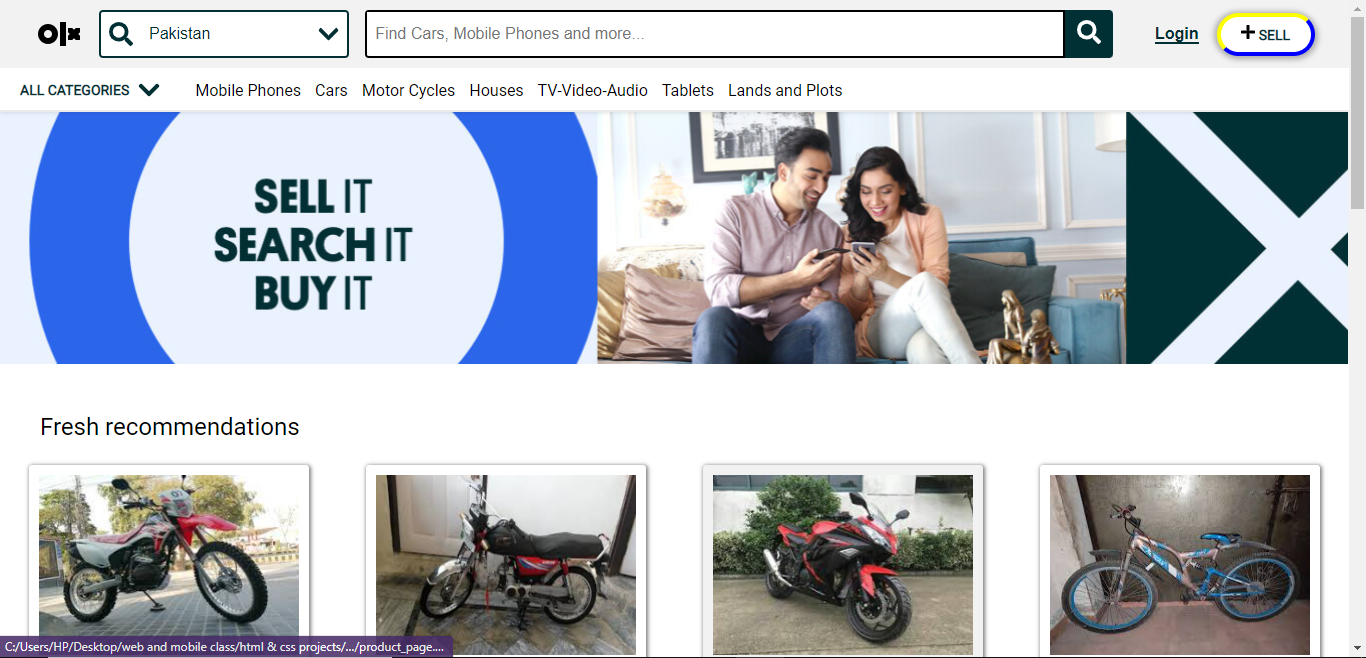 olx
Pakistan
Find Cars, Mobile Phones and more...
Login
+ SELL
ALL CATEGORIES
Mobile Phones Cars Motor Cycles Houses TV-Video-Audio Tablets Lands and Plots
SELL IT
SEARCH IT
BUY IT
Fresh recommendations
C:/Users/HP/Desktop/web and mobile class/html & css projects/.../product_page....